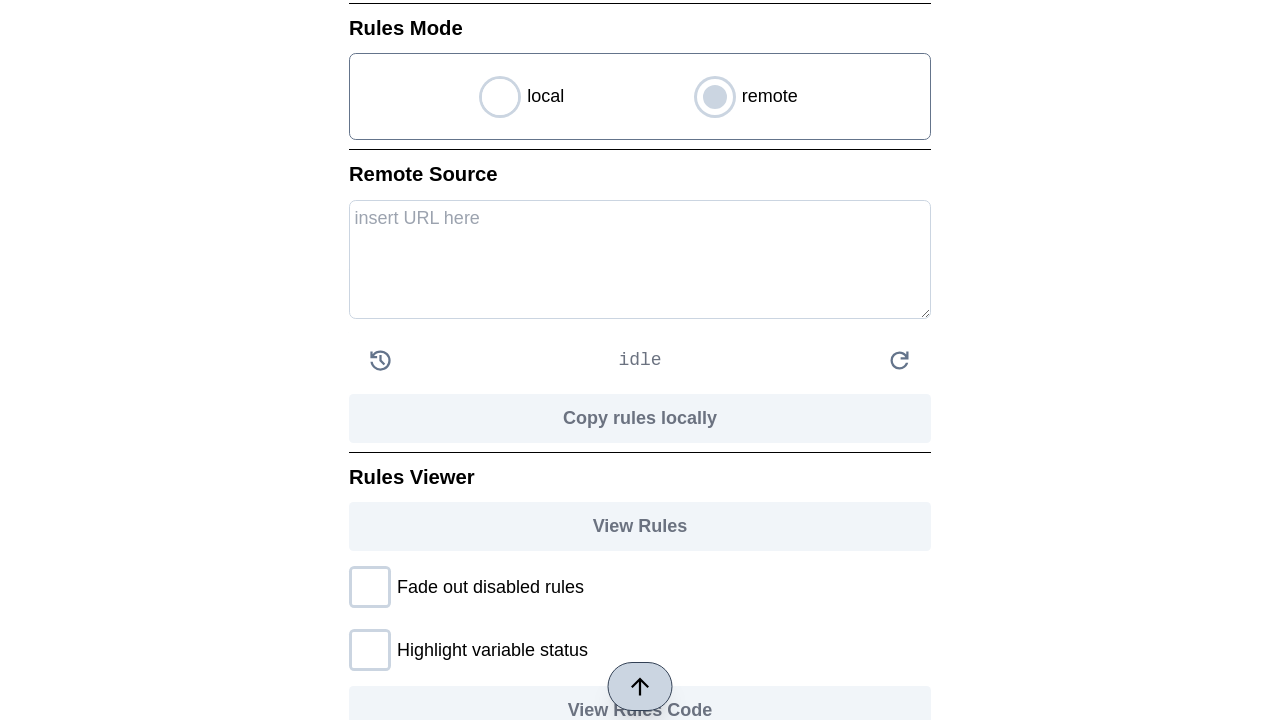 Rules Mode
local
remote
Remote Source
insert URL here
idle
Copy rules locally
Rules Viewer
View Rules
Fade out disabled rules
Highlight variable status
View Rules Code